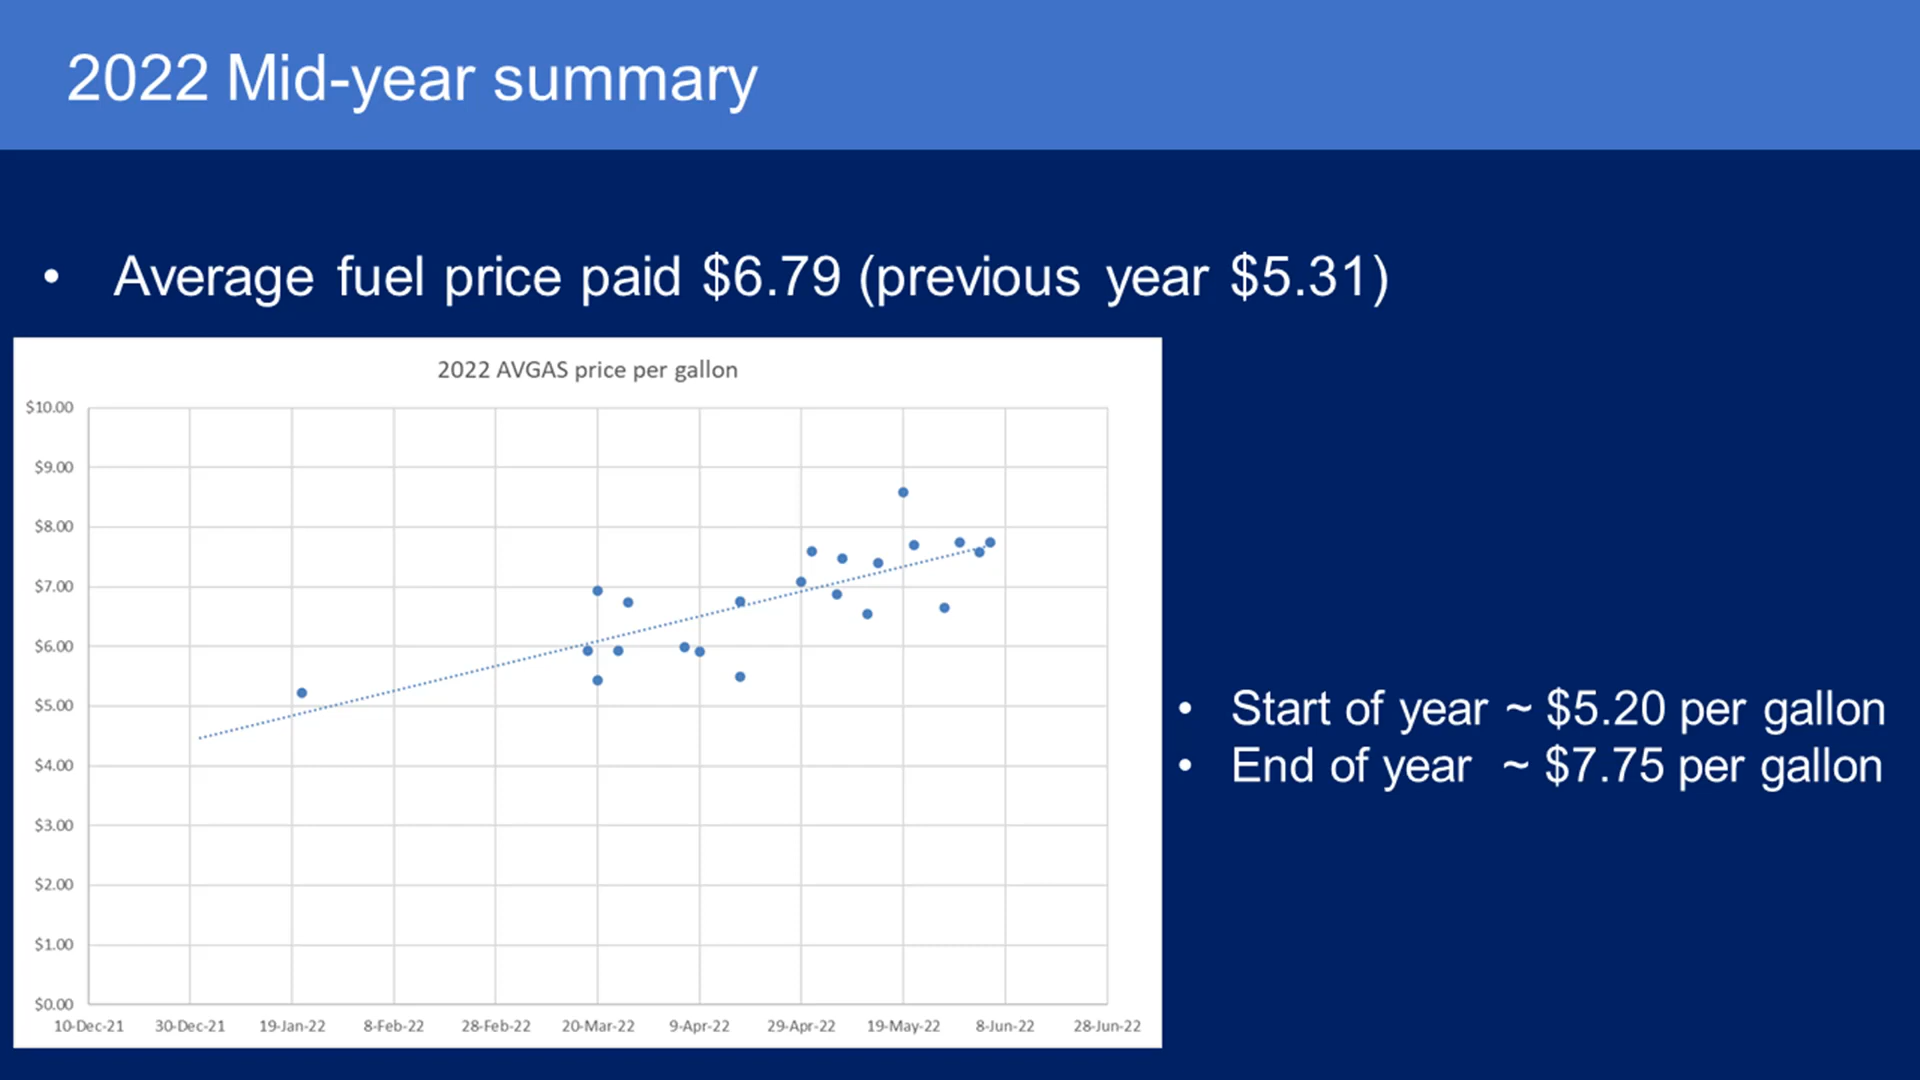 2022 Mid-year summary
• Average fuel price paid $6.79 (previous year $5.31)
2022 AVGAS price per gallon
$10.00
$9.00
$8.00
$7.00
$6.00
$5.00
$4.00
$3.00
$2.00
$1.00
$0.00
10-Dec-21 30-Dec-21 19-Jan-22 8-Feb-22 28-Feb-22 20-Mar-22 9-Apr-22 29-Apr-22 19-May-22 8-Jun-22 28-Jun-22
• Start of year ~ $5.20 per gallon
• End of year ~ $7.75 per gallon